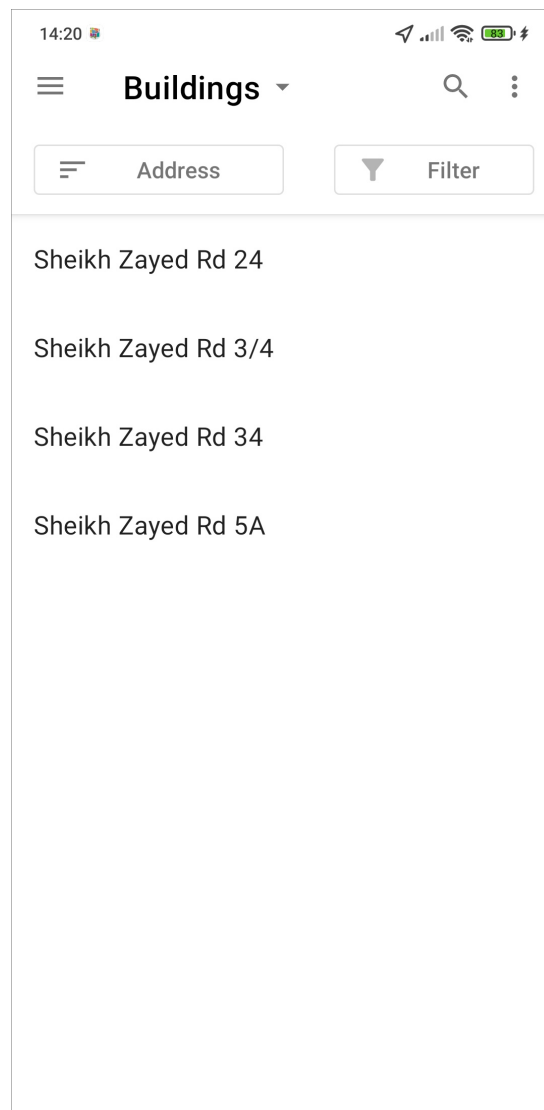 14:20 83
Buildings
Address Filter
Sheikh Zayed Rd 24
Sheikh Zayed Rd 3/4
Sheikh Zayed Rd 34
Sheikh Zayed Rd 5A